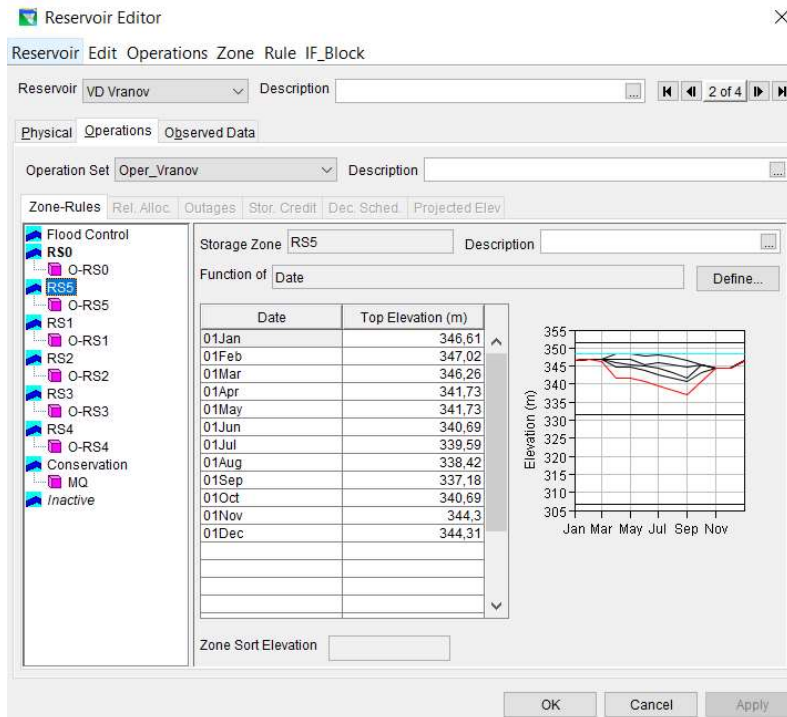 Reservoir Editor
Reservoir Edit Operations Zone Rule IF_Block
Reservoir VD Vranov Description ... 2 of 4
Physical Operations Observed Data
Operation Set Oper_Vranov Description ...
Zone-Rules Rel. Alloc. Outages Stor. Credit Dec. Sched. Projected Elev
Flood Control
RS0
O-RS0
RS5
O-RS5
RS1
O-RS1
RS2
O-RS2
RS3
O-RS3
RS4
O-RS4
Conservation
MQ
Inactive
Storage Zone RS5 Description ...
Function of Date Define...
Date Top Elevation (m)
01Jan 346,61
01Feb 347,02
01Mar 346,26
01Apr 341,73
01May 341,73
01Jun 340,69
01Jul 339,59
01Aug 338,42
01Sep 337,18
01Oct 340,69
01Nov 344,3
01Dec 344,31
Elevation (m)
355
350
345
340
335
330
325
320
315
310
305
Jan Mar May Jul Sep Nov
Zone Sort Elevation
OK Cancel Apply